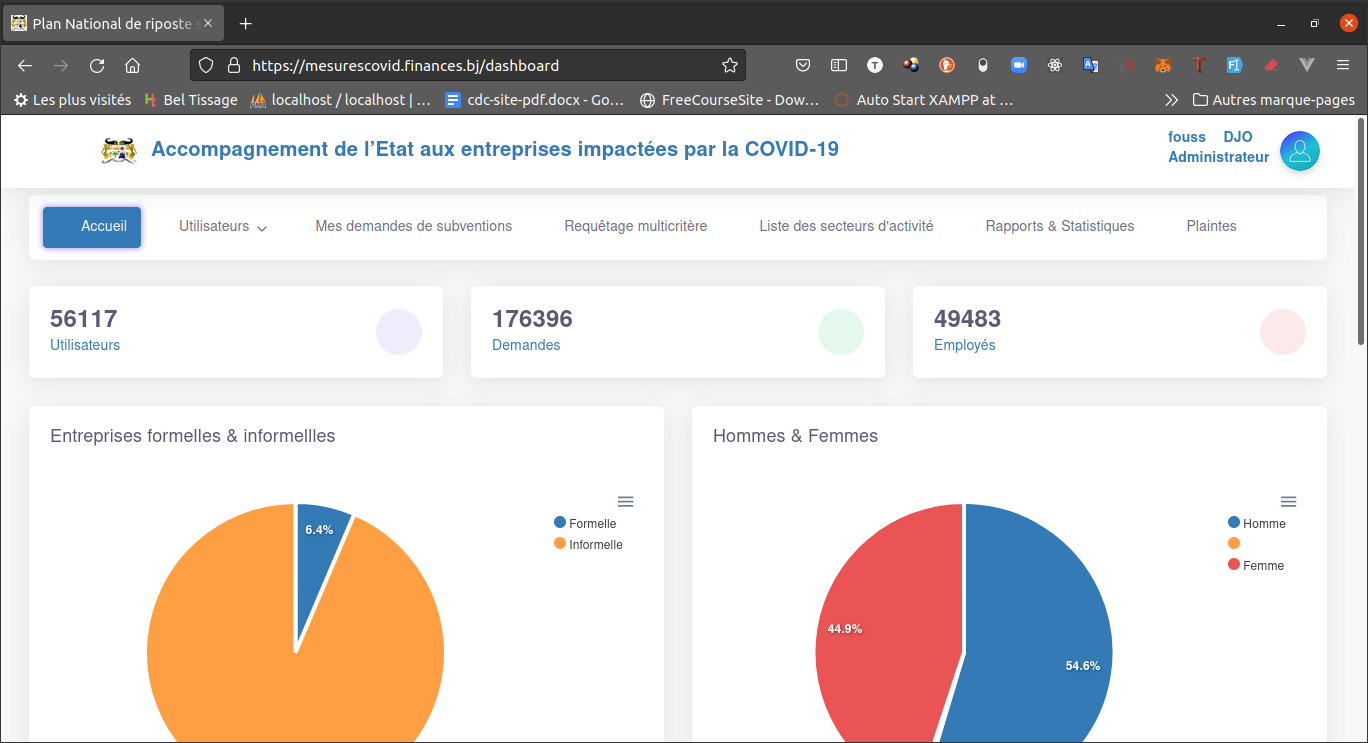 Plan National de riposte s
https://mesurescovid.finances.bj/dashboard
Les plus visités Bel Tissage localhost / localhost | … cdc-site-pdf.docx - Go… FreeCourseSite - Dow… Auto Start XAMPP at … Autres marque-pages
Accompagnement de l’Etat aux entreprises impactées par la COVID-19
fouss DJO
Administrateur
Accueil Utilisateurs Mes demandes de subventions Requêtage multicritère Liste des secteurs d'activité Rapports & Statistiques Plaintes
56117
Utilisateurs
176396
Demandes
49483
Employés
Entreprises formelles & informellles
6.4%
Formelle
Informelle
Hommes & Femmes
Homme
Femme
44.9%
54.6%